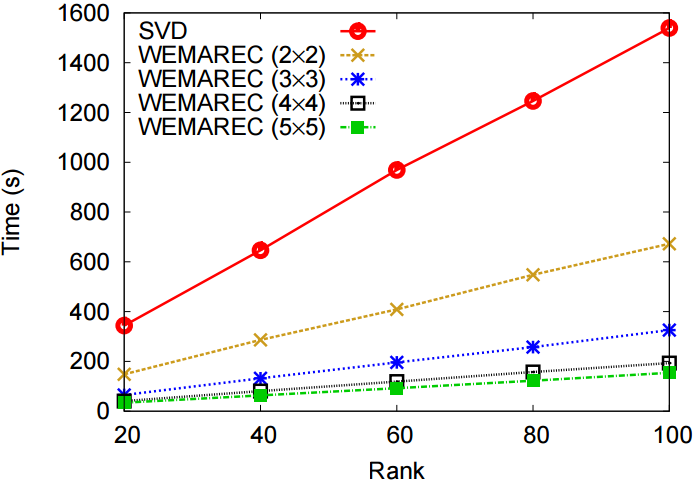 1600
1400
1200
1000
800
600
400
200
0
Time (s)
SVD
WEMAREC (2×2)
WEMAREC (3×3)
WEMAREC (4×4)
WEMAREC (5×5)
20 40 60 80 100
Rank